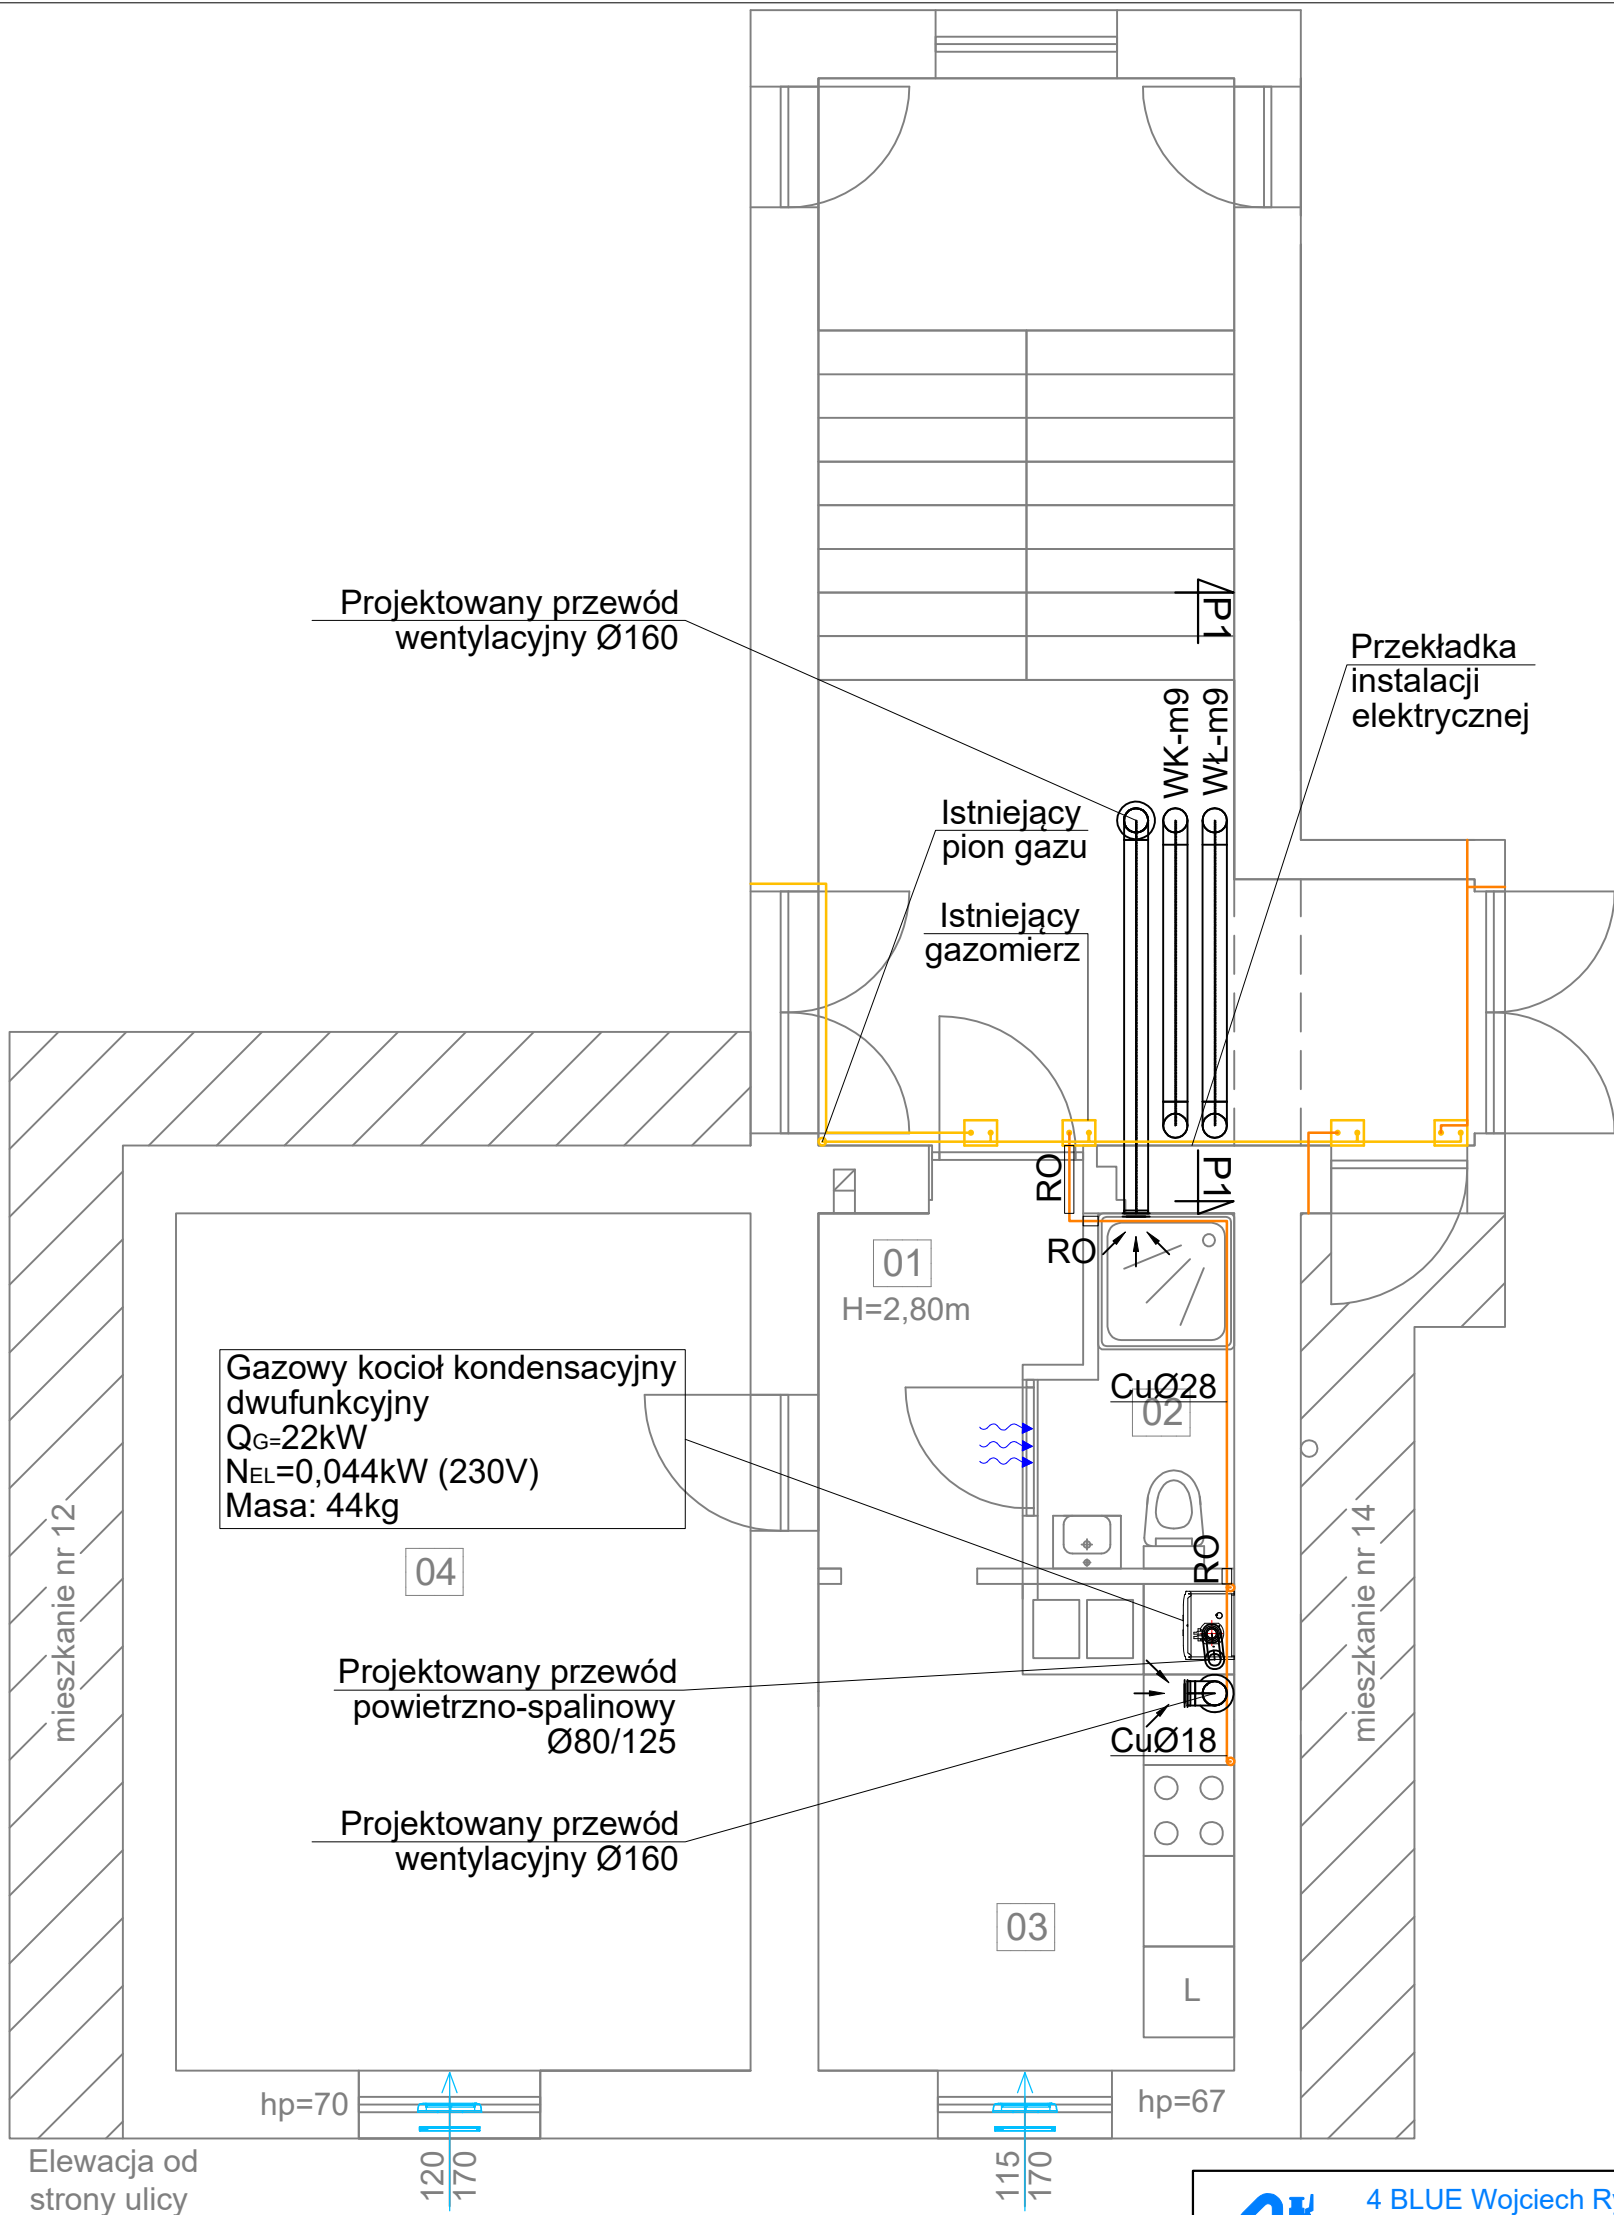 Projektowany przewód
wentylacyjny Ø160
P1
Przekładka
instalacji
elektrycznej
WK-m9
WŁ-m9
Istniejący
pion gazu
Istniejący
gazomierz
RO
P1
RO
01
H=2,80m
Gazowy kocioł kondensacyjny
dwufunkcyjny
QG=22kW
NEL=0,044kW (230V)
Masa: 44kg
CuØ28
02
mieszkanie nr 12
04
RO
mieszkanie nr 14
Projektowany przewód
powietrzno-spalinowy
Ø80/125
CuØ18
Projektowany przewód
wentylacyjny Ø160
03
L
hp=70
hp=67
Elewacja od
strony ulicy
120
170
115
170
4 BLUE Wojciech